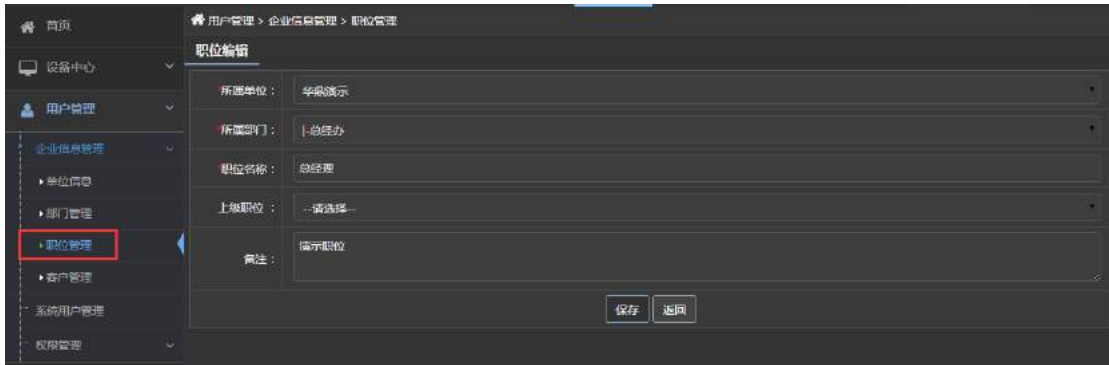 首页
设备中心
用户管理
企业信息管理
单位信息
部门管理
职位管理
客户管理
系统用户管理
权限管理
用户管理 > 企业信息管理 > 职位管理
职位编辑
*所属单位：
演示
*所属部门：
|-总经办
*职位名称：
总经理
上级职位：
--请选择--
备注：
演示职位
保存
返回